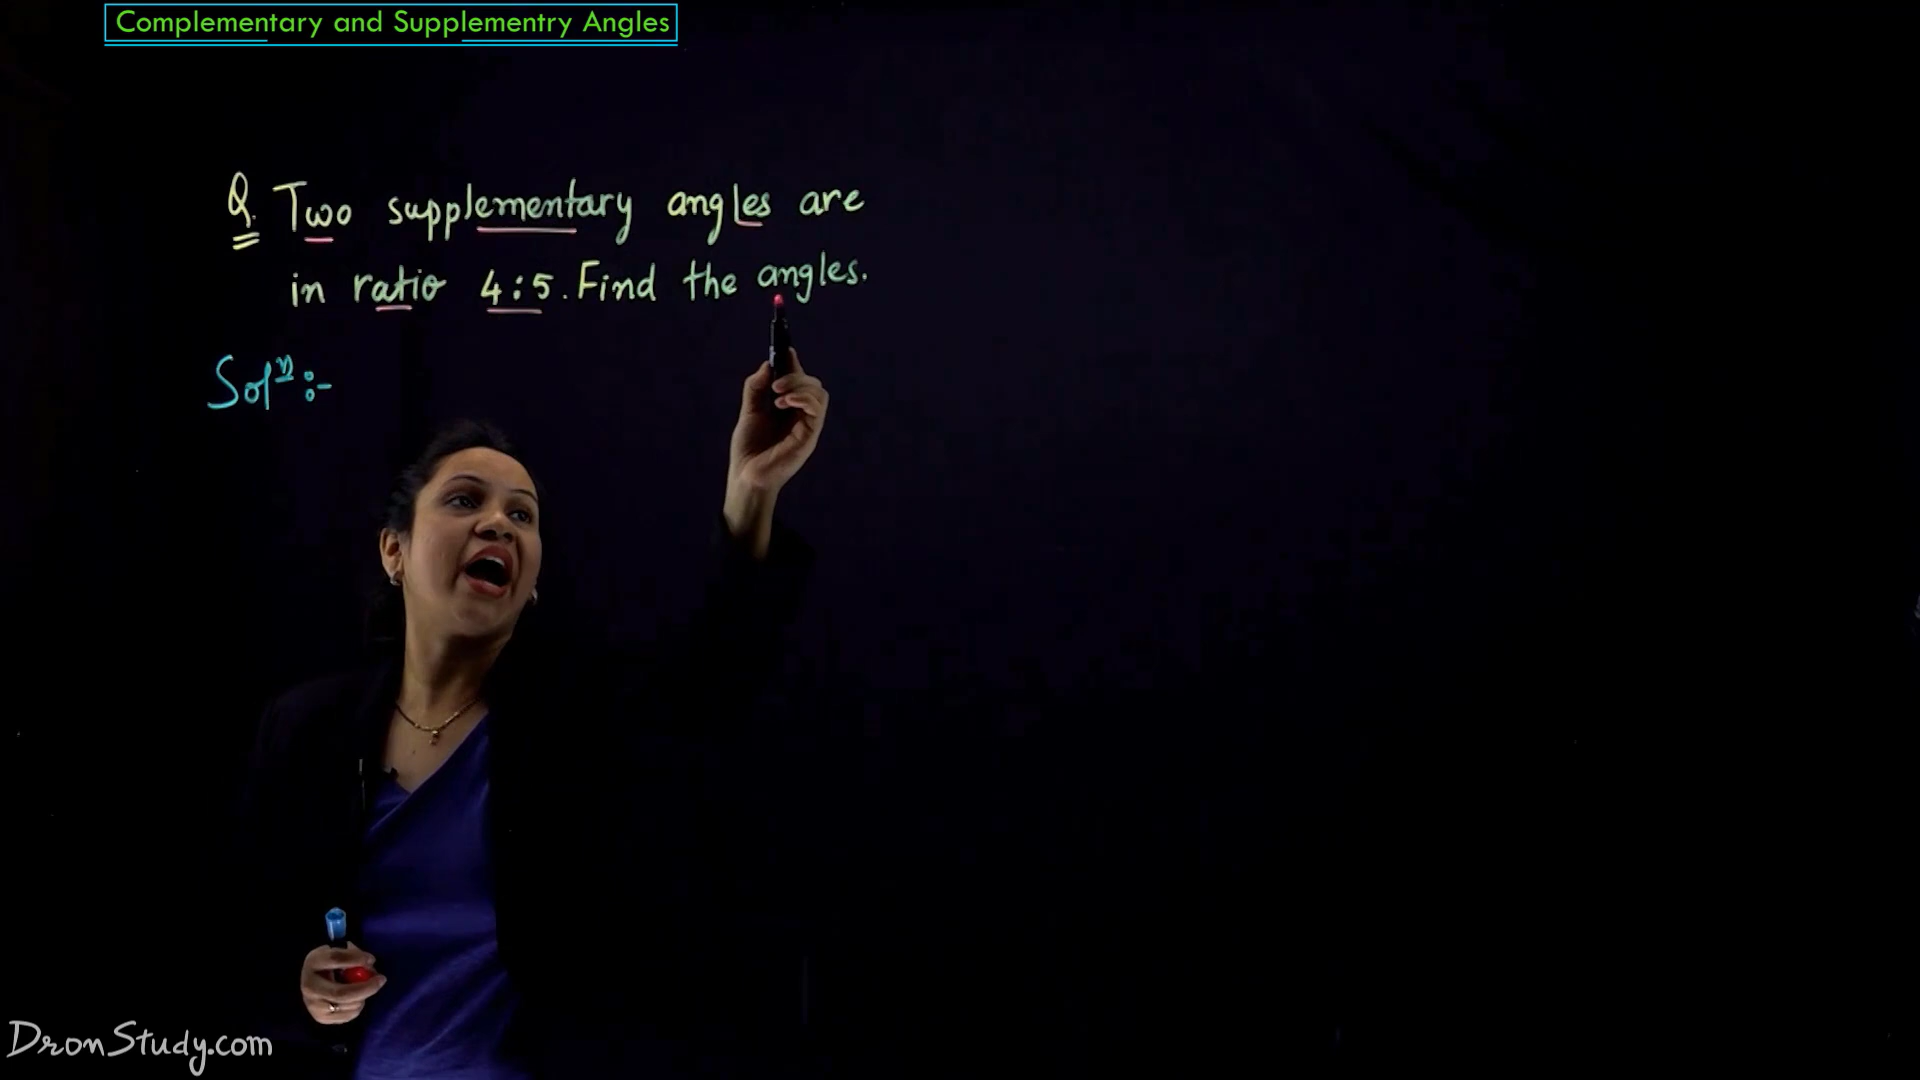 Complementary and Supplementry Angles
Q. Two supplementary angles are
in ratio 4:5. Find the angles.
Solⁿ :-
DronStudy.com